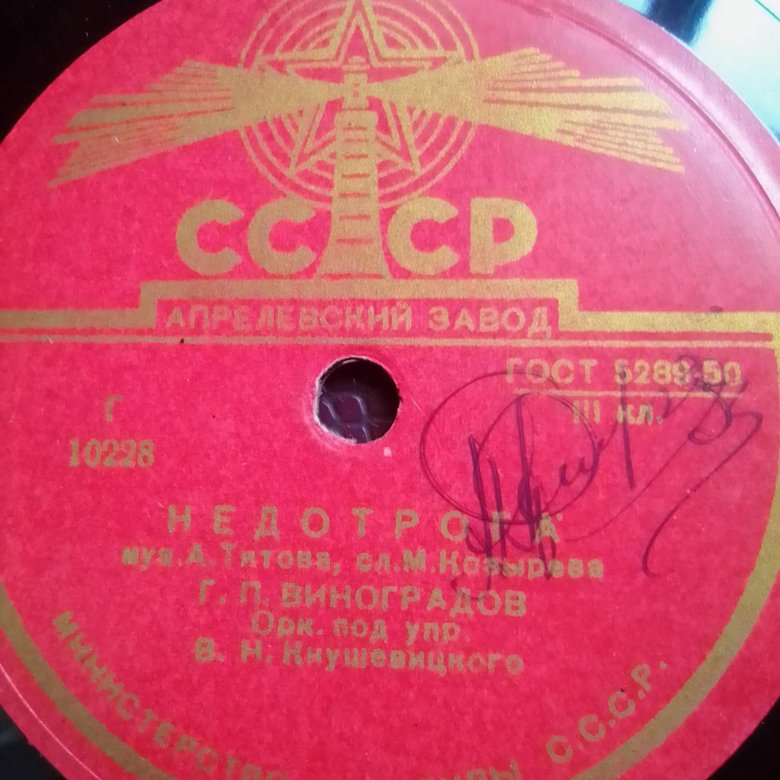 СССР
АПРЕЛЕВСКИЙ ЗАВОД
ГОСТ 5289-50
III кл.
Г
10228
НЕДОТРОГА
муз. А. Титова, сл. М. Козырева
Г. П. ВИНОГРАДОВ
Орк. под упр.
В. Н. Кнушевицкого
МИНИСТЕРСТВО С.С.С.Р.